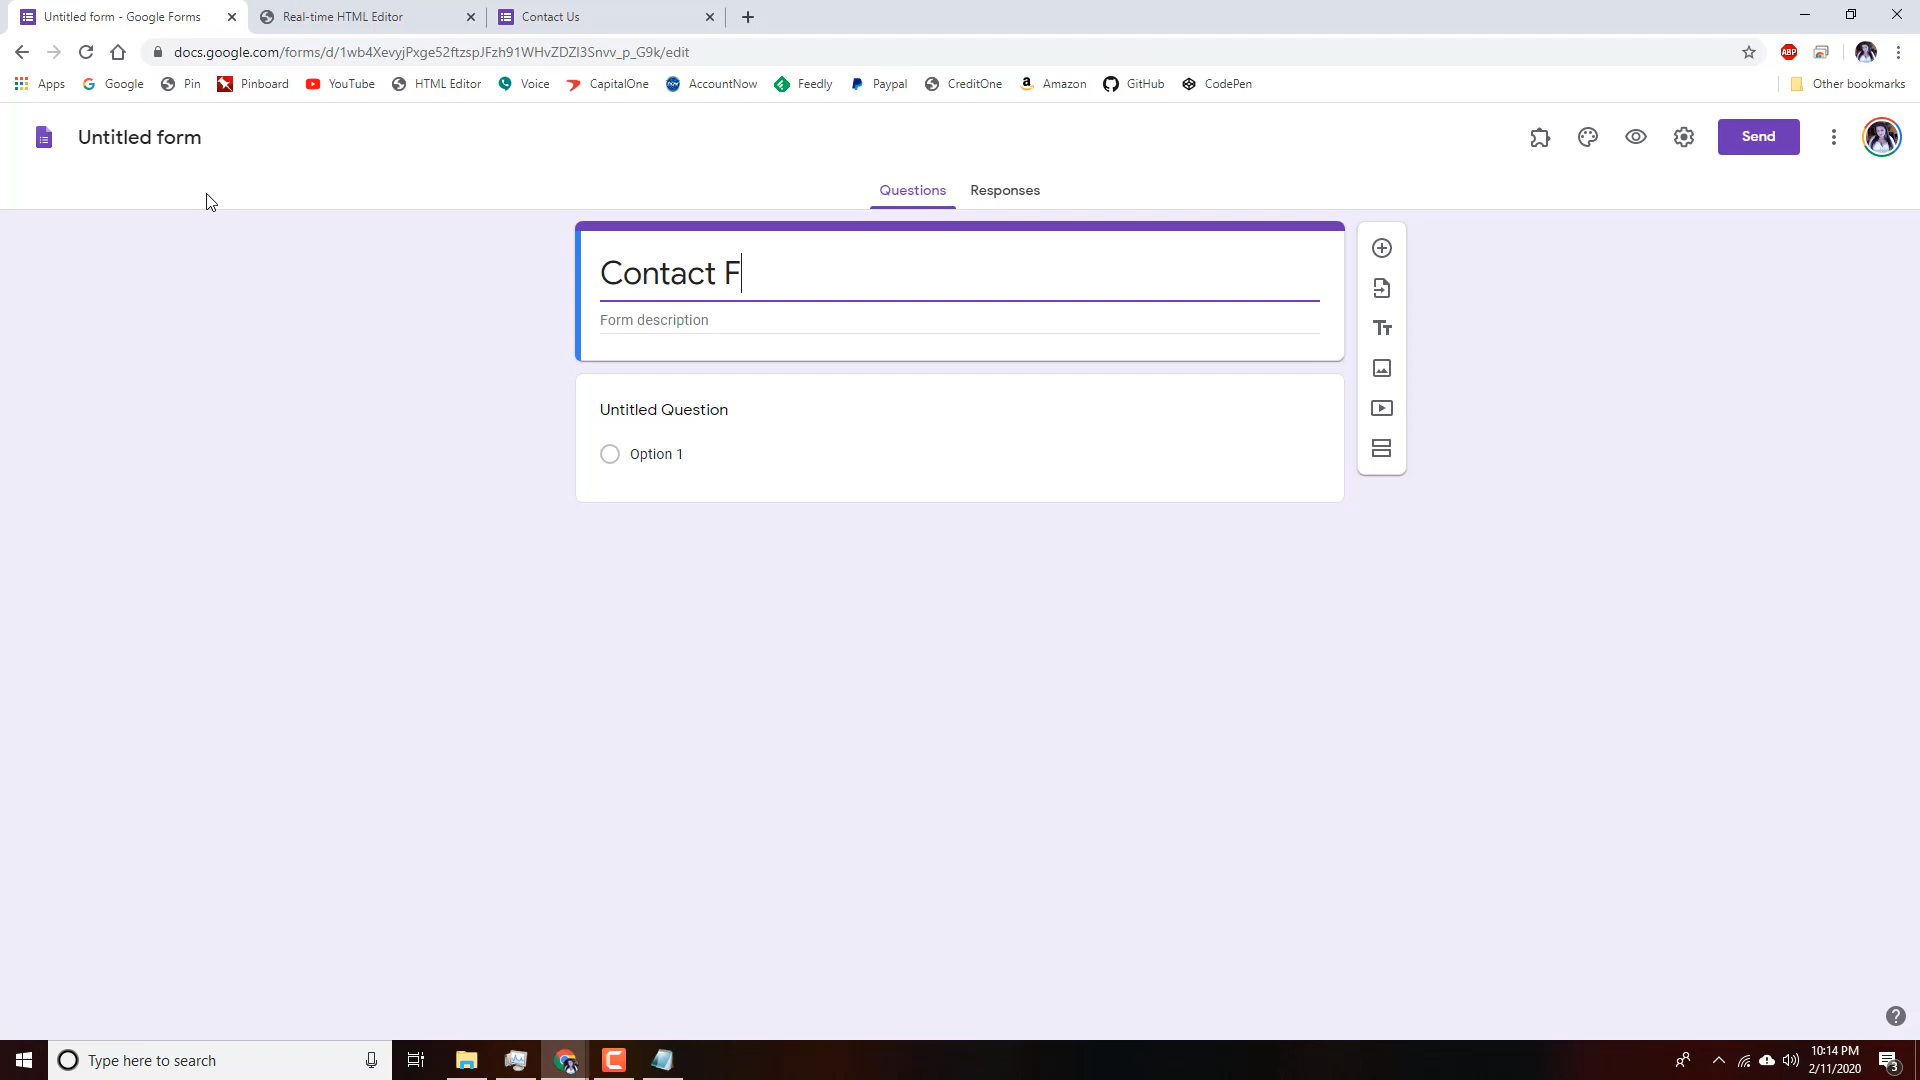 Untitled form - Google Forms
Real-time HTML Editor
Contact Us
docs.google.com/forms/d/1wb4XevyjPxge52ftzspJFzh91WHvZDZI3Snvv_p_G9k/edit
ABP
Apps
Google
Pin
Pinboard
YouTube
HTML Editor
Voice
CapitalOne
AccountNow
Feedly
Paypal
CreditOne
Amazon
GitHub
CodePen
Other bookmarks
Untitled form
Send
Questions
Responses
Contact F
Form description
Untitled Question
Option 1
Type here to search
10:14 PM
2/11/2020
3